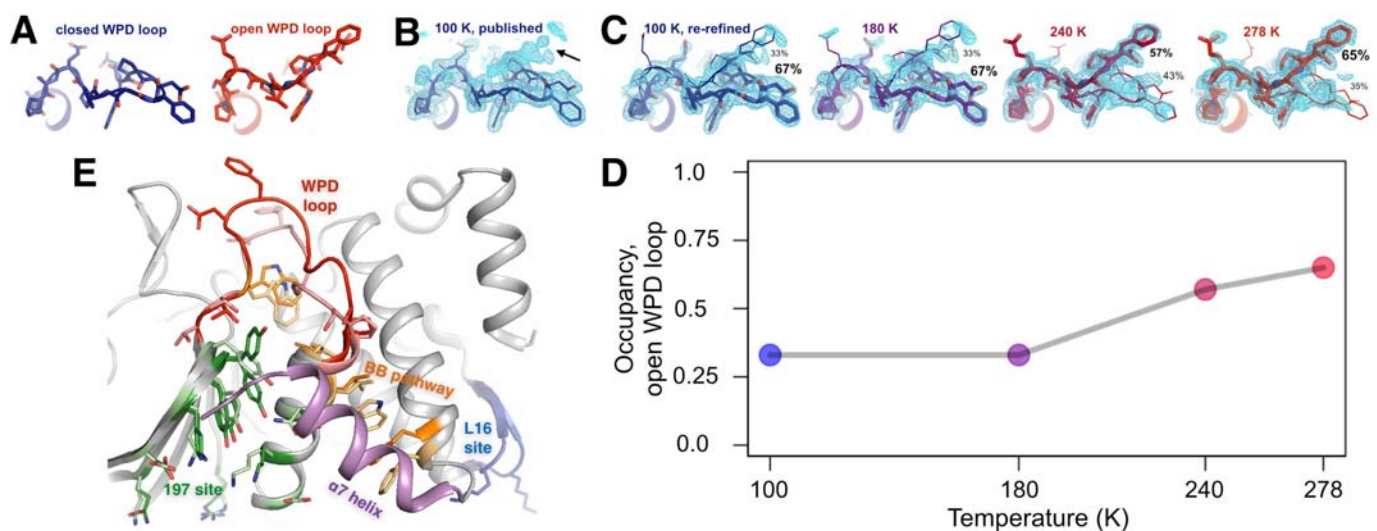 A
closed WPD loop
open WPD loop
B
100 K, published
C
100 K, re-refined
33%
67%
180 K
33%
67%
240 K
57%
43%
278 K
65%
35%
E
WPD
loop
BB pathway
L16
site
197 site
α7 helix
D
Occupancy,
open WPD loop
1.0
0.75
0.5
0.25
0.0
100
180
240
278
Temperature (K)